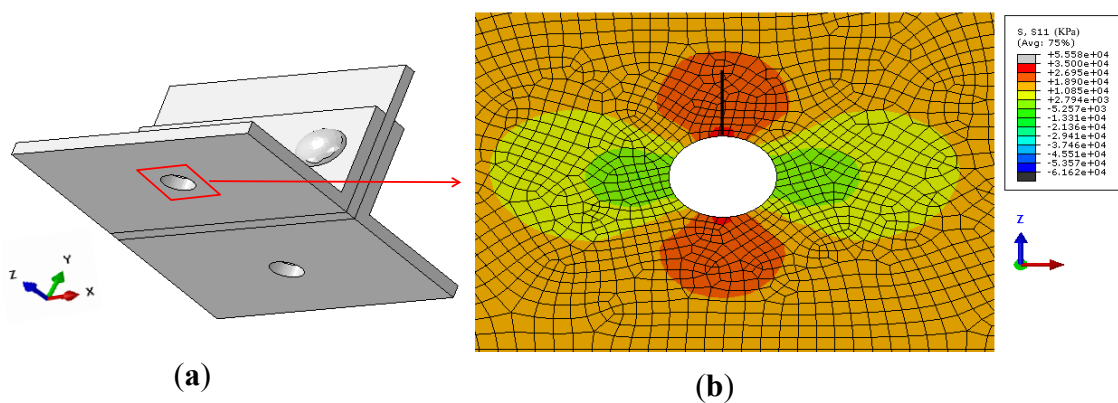 S, S11 (KPa)
(Avg: 75%)
+5.558e+04
+3.500e+04
+2.695e+04
+1.890e+04
+1.085e+04
+2.794e+03
-5.257e+03
-1.331e+04
-2.136e+04
-2.941e+04
-3.746e+04
-4.551e+04
-5.357e+04
-6.162e+04
Z
Y
X
Z
(a)
(b)